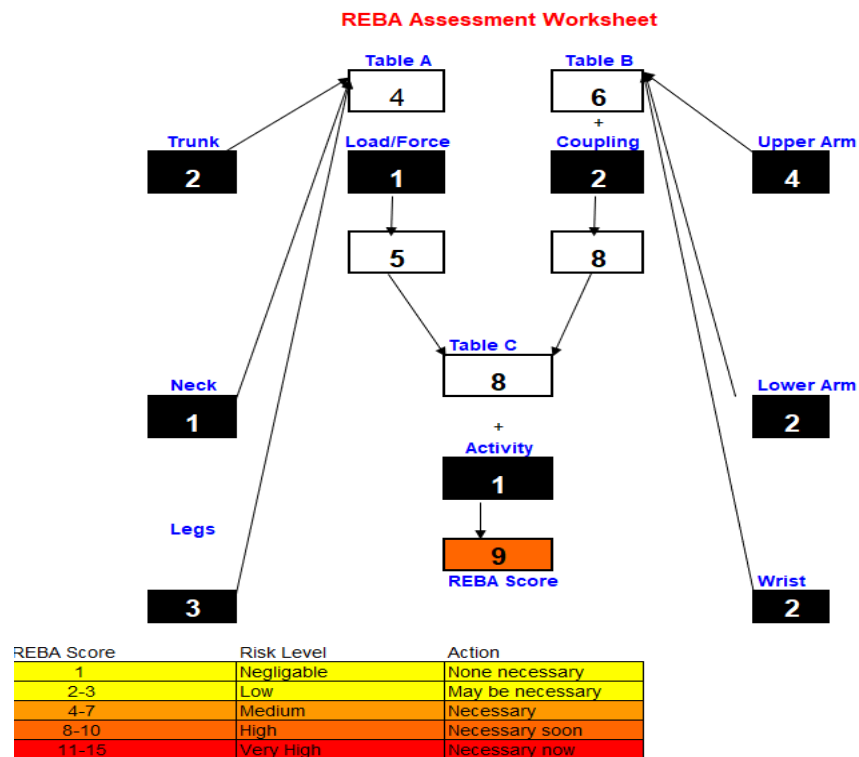 REBA Assessment Worksheet
Table A
Table B
4
6
+
Trunk
Load/Force
Coupling
Upper Arm
2
1
2
4
5
8
Table C
8
Neck
Lower Arm
1
2
+
Activity
1
Legs
9
REBA Score
Wrist
3
2
REBA Score Risk Level Action
1 Negligable None necessary
2-3 Low May be necessary
4-7 Medium Necessary
8-10 High Necessary soon
11-15 Very High Necessary now